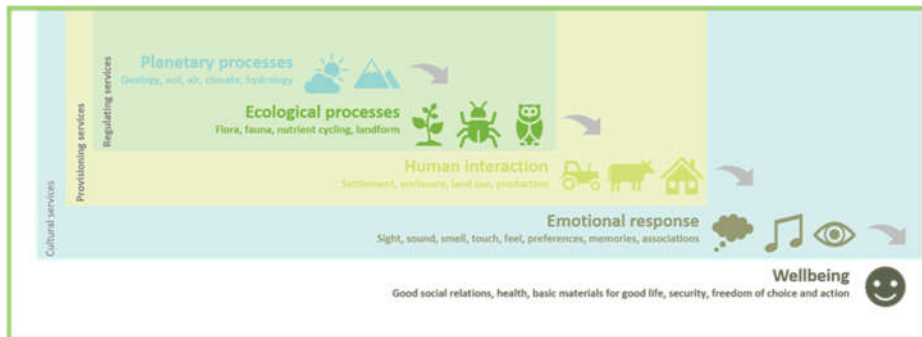 Planetary processes
Geology, soil, air, climate, hydrology
Ecological processes
Flora, fauna, nutrient cycling, landform
Human interaction
Settlement, enclosure, land use, production
Emotional response
Sight, sound, smell, touch, feel, preferences, memories, associations
Wellbeing
Good social relations, health, basic materials for good life, security, freedom of choice and action
Cultural services
Provisioning services
Regulating services